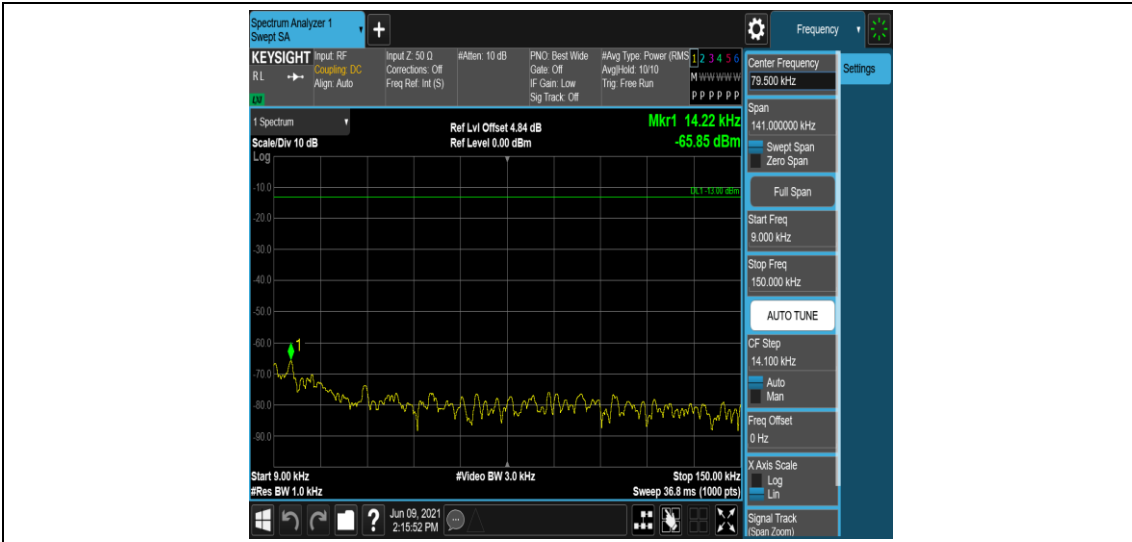 Spectrum Analyzer 1
Swept SA
+
Frequency
KEYSIGHT
RL
LXI
Input: RF
Coupling: DC
Align: Auto
Input Z: 50 Ω
Corrections: Off
Freq Ref: Int (S)
#Atten: 10 dB
PNO: Best Wide
Gate: Off
IF Gain: Low
Sig Track: Off
#Avg Type: Power (RMS
Avg|Hold: 10/10
Trig: Free Run
1 2 3 4 5 6
M W W W W W
P P P P P P
Center Frequency
79.500 kHz
Settings
Span
141.000000 kHz
Swept Span
Zero Span
Full Span
Start Freq
9.000 kHz
Stop Freq
150.000 kHz
AUTO TUNE
CF Step
14.100 kHz
Auto
Man
Freq Offset
0 Hz
X Axis Scale
Log
Lin
Signal Track
(Span Zoom)
1 Spectrum
Scale/Div 10 dB
Log
Ref Lvl Offset 4.84 dB
Ref Level 0.00 dBm
Mkr1 14.22 kHz
-65.85 dBm
DL1 -13.00 dBm
-10.0
-20.0
-30.0
-40.0
-50.0
-60.0
1
-70.0
-80.0
-90.0
Start 9.00 kHz
#Res BW 1.0 kHz
#Video BW 3.0 kHz
Stop 150.00 kHz
Sweep 36.8 ms (1000 pts)
?
Jun 09, 2021
2:15:52 PM